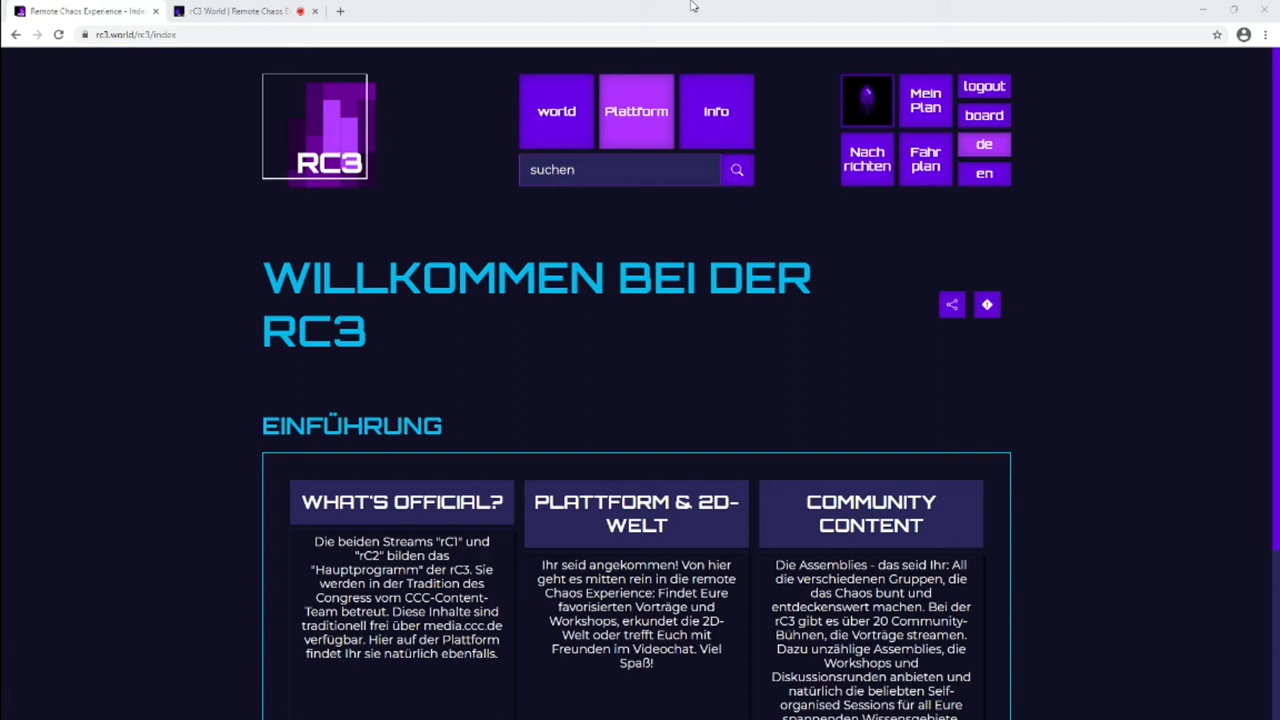 Remote Chaos Experience - Inde
rC3 World | Remote Chaos E
rc3.world/rc3/index
RC3
world
Plattform
Info
suchen
Mein
Plan
logout
board
Nach
richten
Fahr
plan
de
en
WILLKOMMEN BEI DER
RC3
EINFÜHRUNG
WHAT'S OFFICIAL?
Die beiden Streams "rC1" und
"rC2" bilden das
"Hauptprogramm" der rC3. Sie
werden in der Tradition des
Congress vom CCC-Content-
Team betreut. Diese Inhalte sind
traditionell frei über media.ccc.de
verfügbar. Hier auf der Plattform
findet Ihr sie natürlich ebenfalls.
PLATTFORM & 2D-
WELT
Ihr seid angekommen! Von hier
geht es mitten rein in die remote
Chaos Experience: Findet Eure
favorisierten Vorträge und
Workshops, erkundet die 2D-
Welt oder trefft Euch mit
Freunden im Videochat. Viel
Spaß!
COMMUNITY
CONTENT
Die Assemblies - das seid Ihr: All
die verschiedenen Gruppen, die
das Chaos bunt und
entdeckenswert machen. Bei der
rC3 gibt es über 20 Community-
Bühnen, die Vorträge streamen.
Dazu unzählige Assemblies, die
Workshops und
Diskussionsrunden anbieten und
natürlich die beliebten Self-
organised Sessions für all Eure
spannenden Wissensgebiete